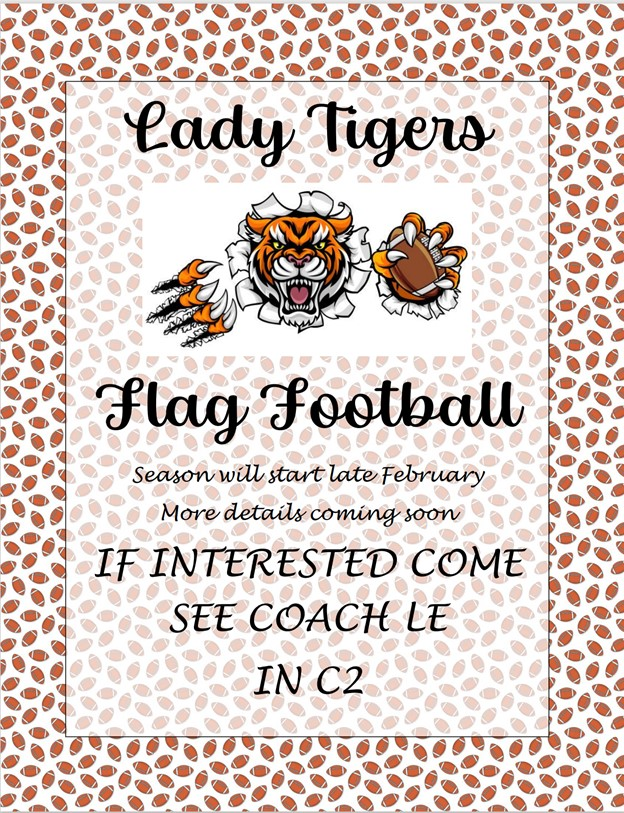 Lady Tigers
Flag Football
Season will start late February
More details coming soon
IF INTERESTED COME
SEE COACH LE
IN C2